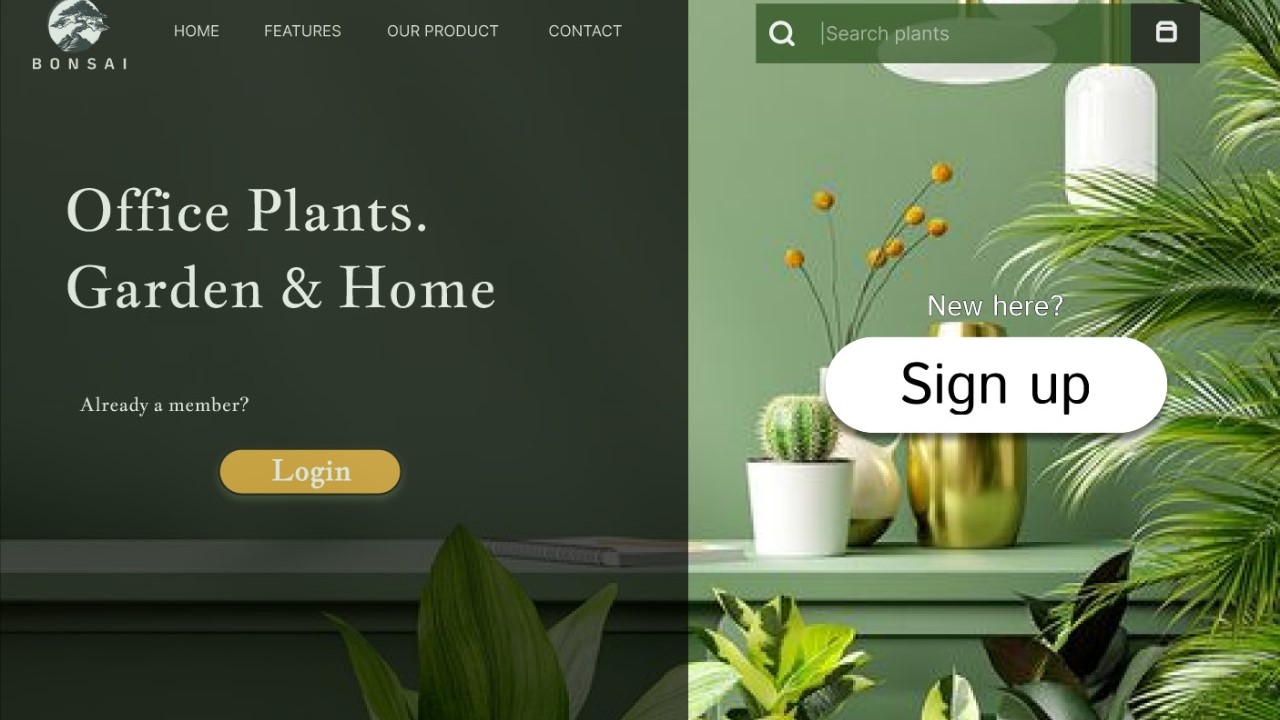 BONSAI
HOME FEATURES OUR PRODUCT CONTACT
Search plants
Office Plants.
Garden & Home
Already a member?
Login
New here?
Sign up